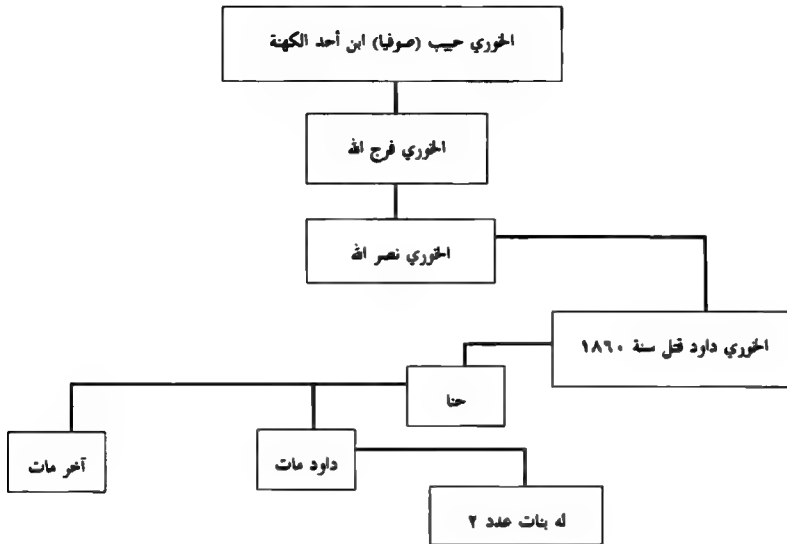 الخوري حبيب (صوفيا) ابن أحد الكهنة
الخوري فرج الله
الخوري نصر الله
الخوري داود قتل سنة ١٨٦٠
حنا
داود مات
آخر مات
له بنات عدد ٢